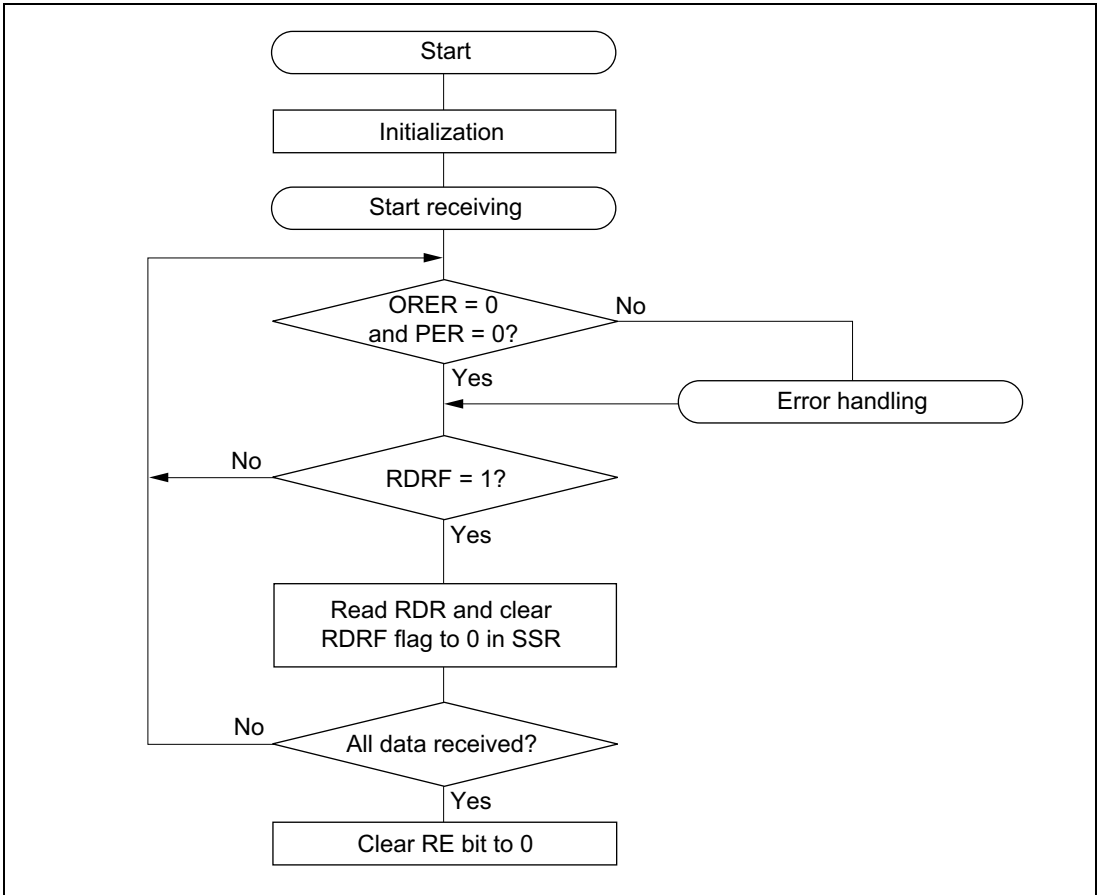 Start
Initialization
Start receiving
ORER = 0
and PER = 0?
No
Yes
Error handling
No
RDRF = 1?
Yes
Read RDR and clear
RDRF flag to 0 in SSR
No
All data received?
Yes
Clear RE bit to 0